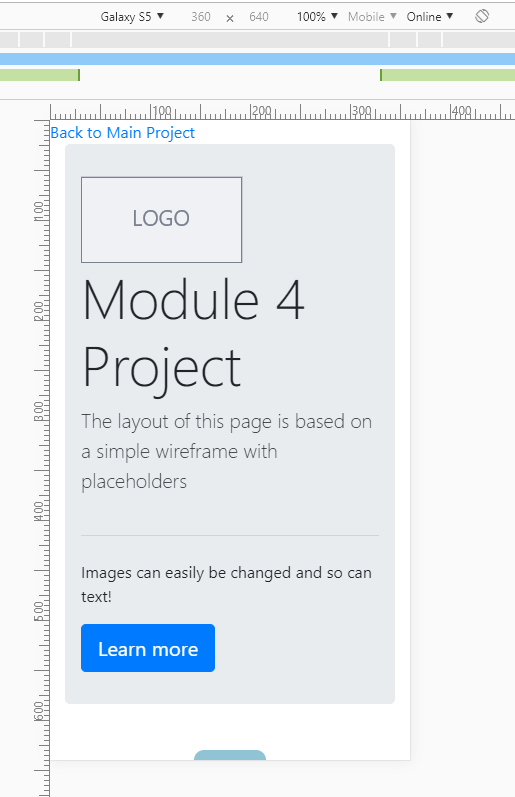 Galaxy S5 ▼ 360 × 640 100% ▼ Mobile ▼ Online ▼
100 200 300 400
Back to Main Project
100
LOGO
200
Module 4
Project
300
The layout of this page is based on
a simple wireframe with
placeholders
400
Images can easily be changed and so can
text!
500
Learn more
600